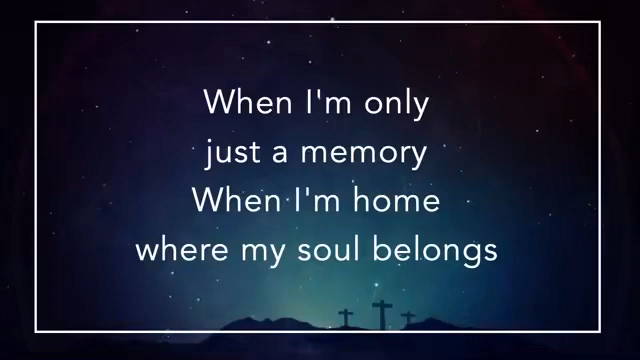 When I'm only
just a memory
When I'm home
where my soul belongs